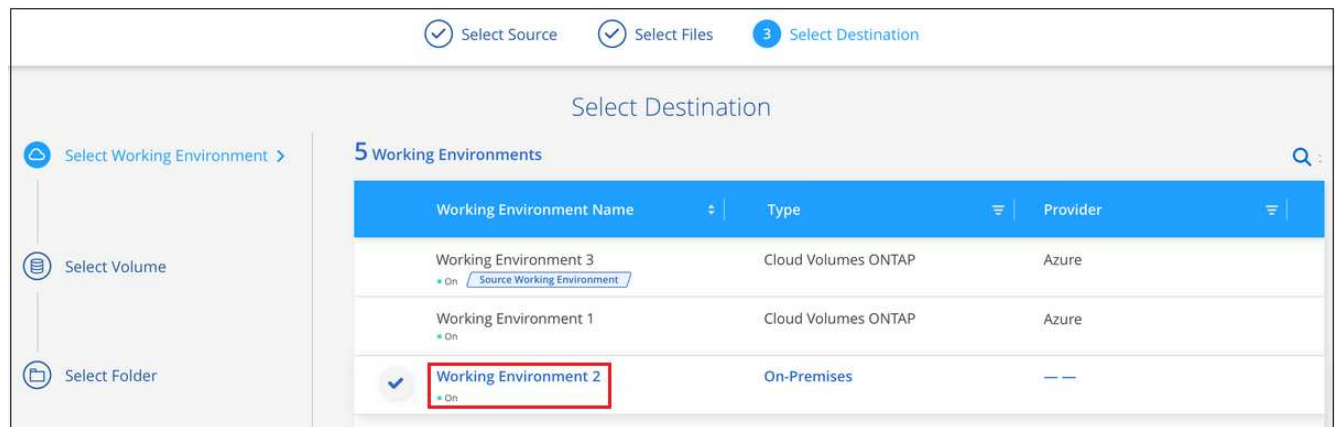 Select Source
Select Files
3 Select Destination
Select Destination
Select Working Environment
5 Working Environments
Working Environment Name
Type
Provider
Working Environment 3
Cloud Volumes ONTAP
Azure
On
Source Working Environment
Select Volume
Working Environment 1
Cloud Volumes ONTAP
Azure
On
Select Folder
Working Environment 2
On-Premises
— —
On